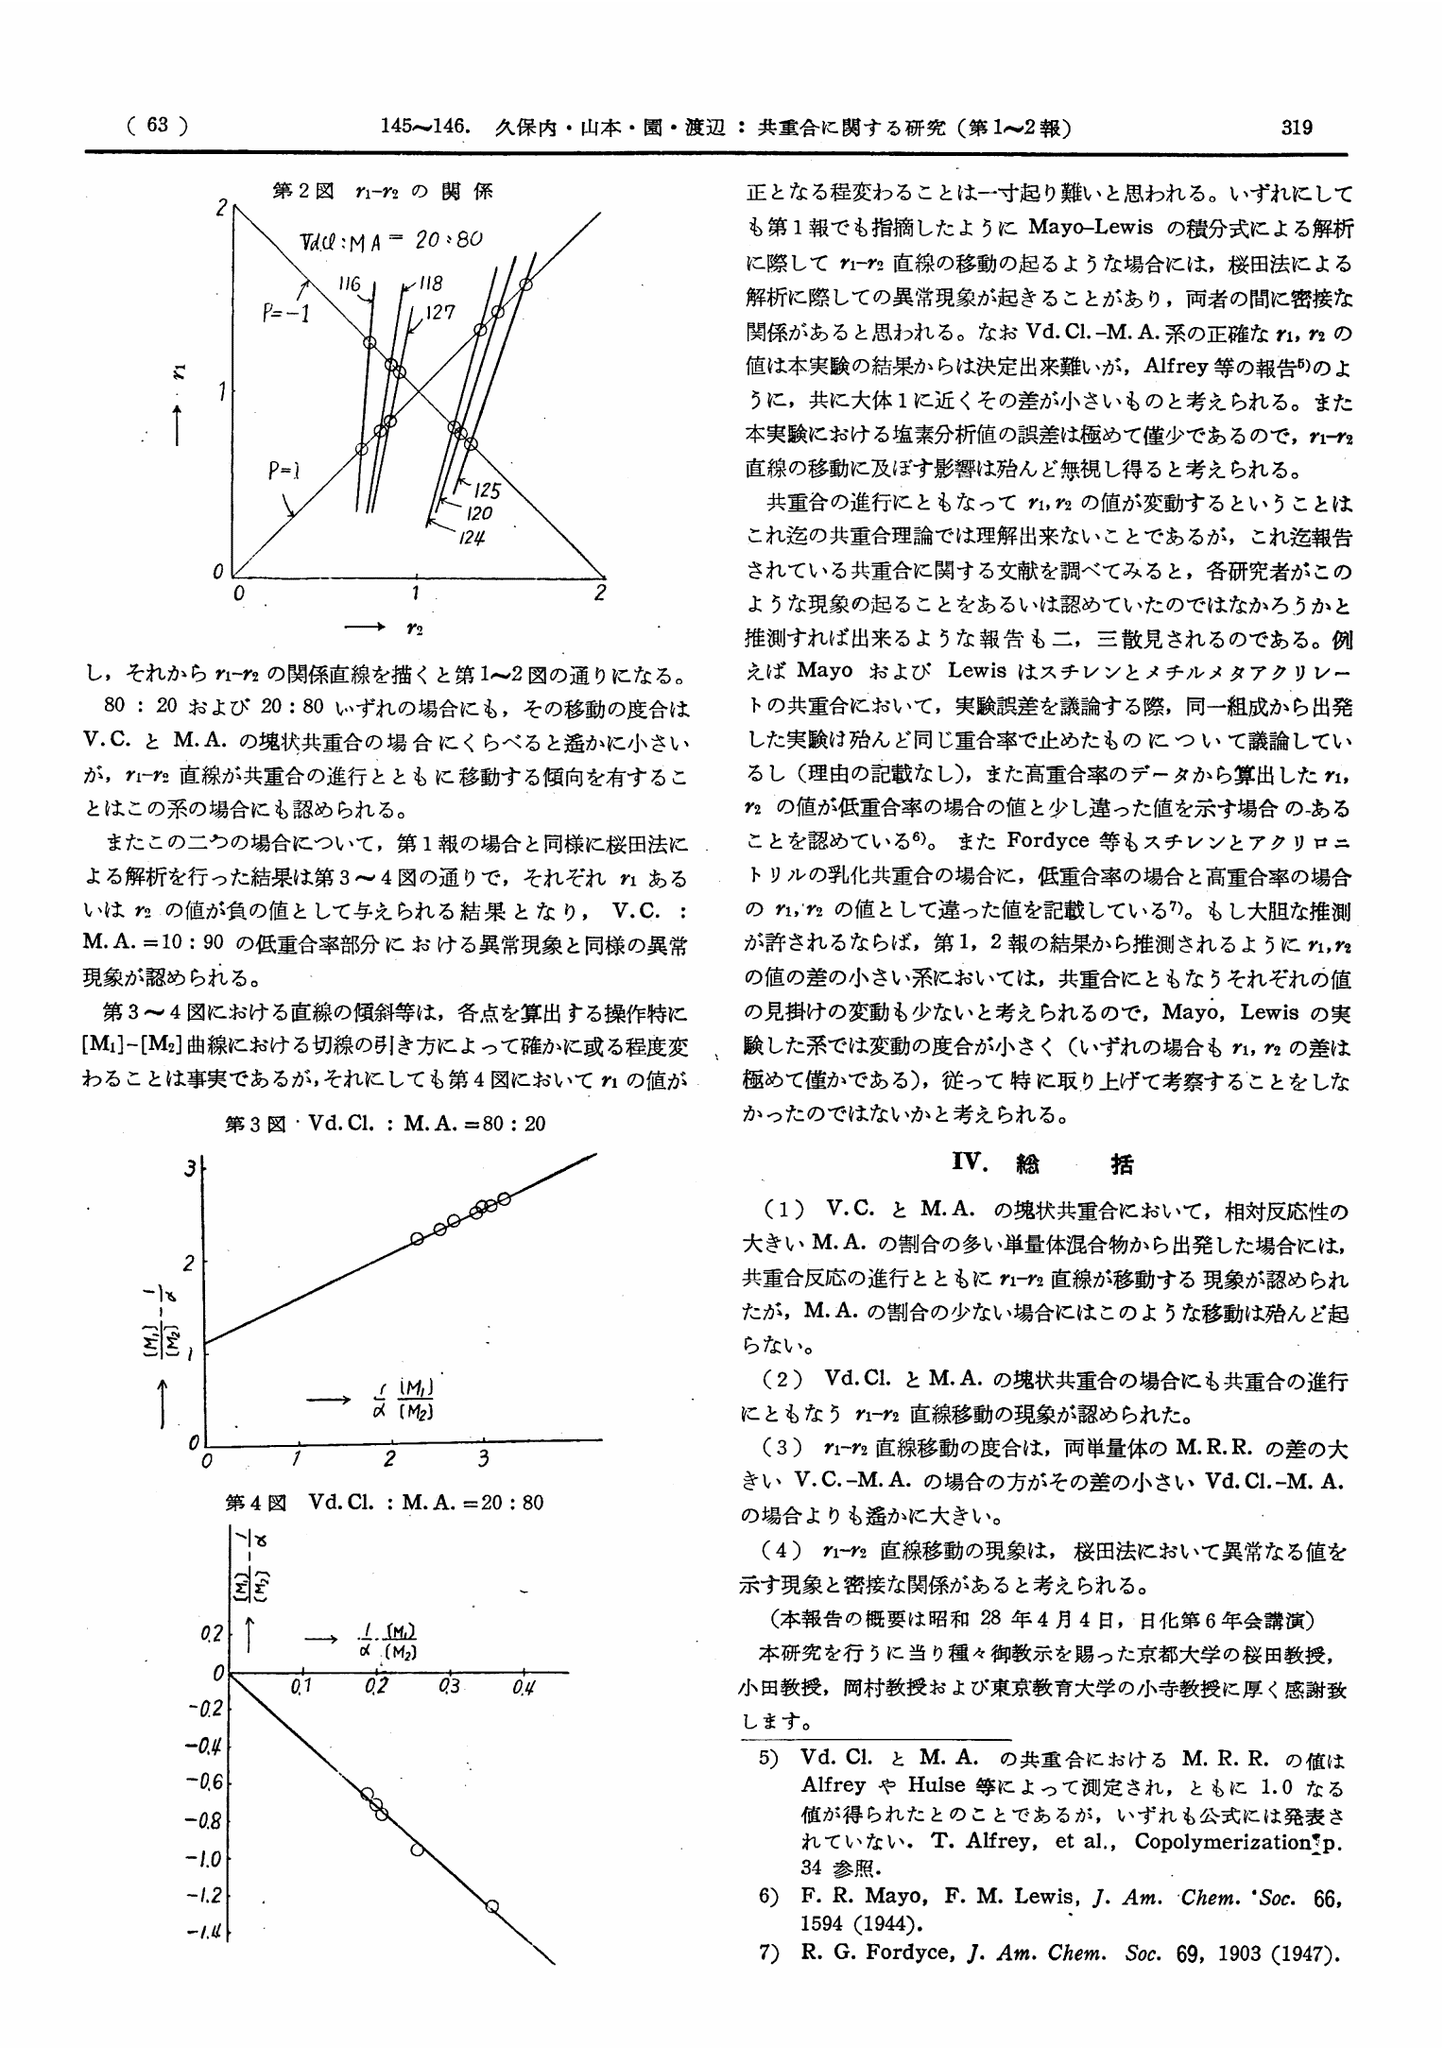 ( 63 )
145～146. 久保内・山本・園・渡辺 : 共重合に関する研究 (第1～2報)
319
第2図 r₁-r₂ の関係
2
Vd.Cl : M A = 20 : 80
116
118
127
P=-1
r₁
1
P=1
125
120
124
0
0
1
2
→ r₂
し，それから r₁-r₂ の関係直線を描くと第1～2図の通りになる。
80 : 20 および 20 : 80 いずれの場合にも，その移動の度合は
V.C. と M.A. の塊状共重合の場合にくらべると遙かに小さい
が，r₁-r₂ 直線が共重合の進行とともに移動する傾向を有するこ
とはこの系の場合にも認められる。
またこの二つの場合について，第1報の場合と同様に桜田法に
よる解析を行った結果は第3～4図の通りで，それぞれ r₁ ある
いは r₂ の値が負の値として与えられる結果となり， V.C. :
M.A.=10 : 90 の低重合率部分における異常現象と同様の異常
現象が認められる。
第3～4図における直線の傾斜等は，各点を算出する操作特に
[M₁]-[M₂]曲線における切線の引き方によって確かに或る程度変
わることは事実であるが，それにしても第4図において r₁ の値が
第3図 Vd. Cl. : M. A. =80 : 20
3
2
[M₁]/[M₂] - 1/α
1
→ 1/α [M₁]/[M₂]
0
0
1
2
3
第4図 Vd. Cl. : M. A. =20 : 80
[M₁]/[M₂] - 1/α
0.2
→ 1/α · [M₁]/[M₂]
0
0.1
0.2
0.3
0.4
-0.2
-0.4
-0.6
-0.8
-1.0
-1.2
-1.4
正となる程変わることは一寸起り難いと思われる。いずれにして
も第1報でも指摘したように Mayo-Lewis の積分式による解析
に際して r₁-r₂ 直線の移動の起るような場合には，桜田法による
解析に際しての異常現象が起きることがあり，両者の間に密接な
関係があると思われる。なお Vd. Cl.-M. A. 系の正確な r₁, r₂ の
値は本実験の結果からは決定出来難いが，Alfrey 等の報告⁵⁾のよ
うに，共に大体1に近くその差が小さいものと考えられる。また
本実験における塩素分析値の誤差は極めて僅少であるので，r₁-r₂
直線の移動に及ぼす影響は殆んど無視し得ると考えられる。
共重合の進行にともなって r₁, r₂ の値が変動するということは
これ迄の共重合理論では理解出来ないことであるが，これ迄報告
されている共重合に関する文献を調べてみると，各研究者がこの
ような現象の起ることをあるいは認めていたのではなかろうかと
推測すれば出来るような報告も二，三散見されるのである。例
えば Mayo および Lewis はスチレンとメチルメタアクリレー
トの共重合において，実験誤差を議論する際，同一組成から出発
した実験は殆んど同じ重合率で止めたものについて議論してい
るし（理由の記載なし），また高重合率のデータから算出した r₁,
r₂ の値が低重合率の場合の値と少し違った値を示す場合のある
ことを認めている⁶⁾。また Fordyce 等もスチレンとアクリロニ
トリルの乳化共重合の場合に，低重合率の場合と高重合率の場合
の r₁, r₂ の値として違った値を記載している⁷⁾。もし大胆な推測
が許されるならば，第1，2報の結果から推測されるように r₁, r₂
の値の差の小さい系においては，共重合にともなうそれぞれの値
の見掛けの変動も少ないと考えられるので，Mayo, Lewis の実
験した系では変動の度合が小さく（いずれの場合も r₁, r₂ の差は
極めて僅かである），従って特に取り上げて考察することをしな
かったのではないかと考えられる。
IV. 総 括
(1) V.C. と M.A. の塊状共重合において，相対反応性の
大きい M.A. の割合の多い単量体混合物から出発した場合には，
共重合反応の進行とともに r₁-r₂ 直線が移動する現象が認められ
たが，M.A. の割合の少ない場合にはこのような移動は殆んど起
らない。
(2) Vd.Cl. と M.A. の塊状共重合の場合にも共重合の進行
にともなう r₁-r₂ 直線移動の現象が認められた。
(3) r₁-r₂ 直線移動の度合は，両単量体の M.R.R. の差の大
きい V.C.-M.A. の場合の方がその差の小さい Vd.Cl.-M. A.
の場合よりも遙かに大きい。
(4) r₁-r₂ 直線移動の現象は， 桜田法において異常なる値を
示す現象と密接な関係があると考えられる。
(本報告の概要は昭和 28 年4月4日，日化第6年会講演)
本研究を行うに当り種々御教示を賜った京都大学の桜田教授，
小田教授，岡村教授および東京教育大学の小寺教授に厚く感謝致
します。
5) Vd. Cl. と M. A. の共重合における M. R. R. の値は
Alfrey や Hulse 等によって測定され，ともに 1.0 なる
値が得られたとのことであるが，いずれも公式には発表さ
れていない. T. Alfrey, et al., Copolymerization p.
34 参照.
6) F. R. Mayo, F. M. Lewis, J. Am. Chem. Soc. 66,
1594 (1944).
7) R. G. Fordyce, J. Am. Chem. Soc. 69, 1903 (1947).